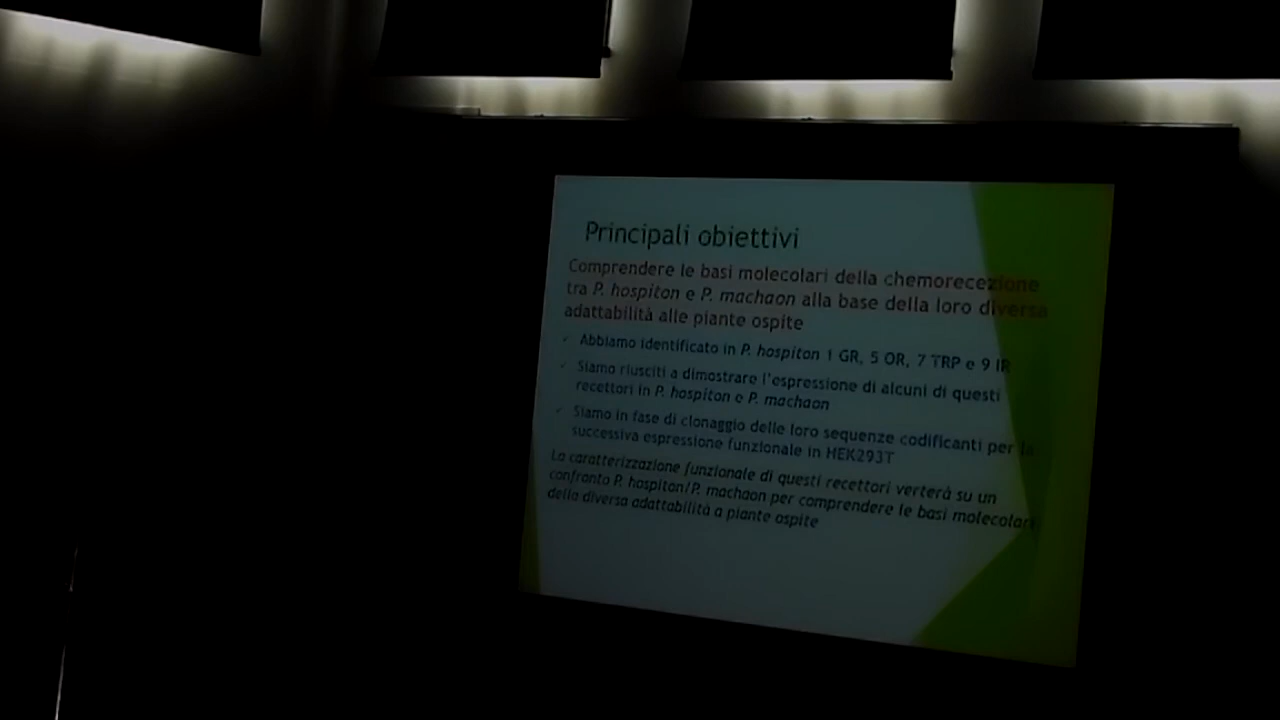 Principali obiettivi
Comprendere le basi molecolari della chemorecezione
tra P. hospiton e P. machaon alla base della loro diversa
adattabilità alle piante ospite
✓ Abbiamo identificato in P. hospiton 1 GR, 5 OR, 7 TRP e 9 IR
✓ Siamo riusciti a dimostrare l'espressione di alcuni di questi
recettori in P. hospiton e P. machaon
✓ Siamo in fase di clonaggio delle loro sequenze codificanti per la
successiva espressione funzionale in HEK293T
La caratterizzazione funzionale di questi recettori verterà su un
confronto P. hospiton/P. machaon per comprendere le basi molecolari
della diversa adattabilità a piante ospite